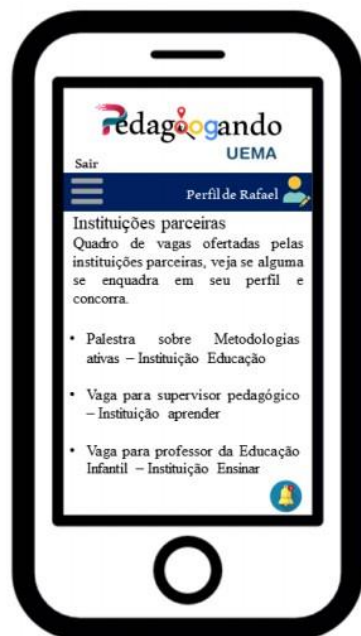 Pedagoogando
UEMA
Sair
Perfil de Rafael
Instituições parceiras
Quadro de vagas ofertadas pelas
instituições parceiras, veja se alguma
se enquadra em seu perfil e
concorra.
• Palestra sobre Metodologias
ativas – Instituição Educação
• Vaga para supervisor pedagógico
– Instituição aprender
• Vaga para professor da Educação
Infantil – Instituição Ensinar